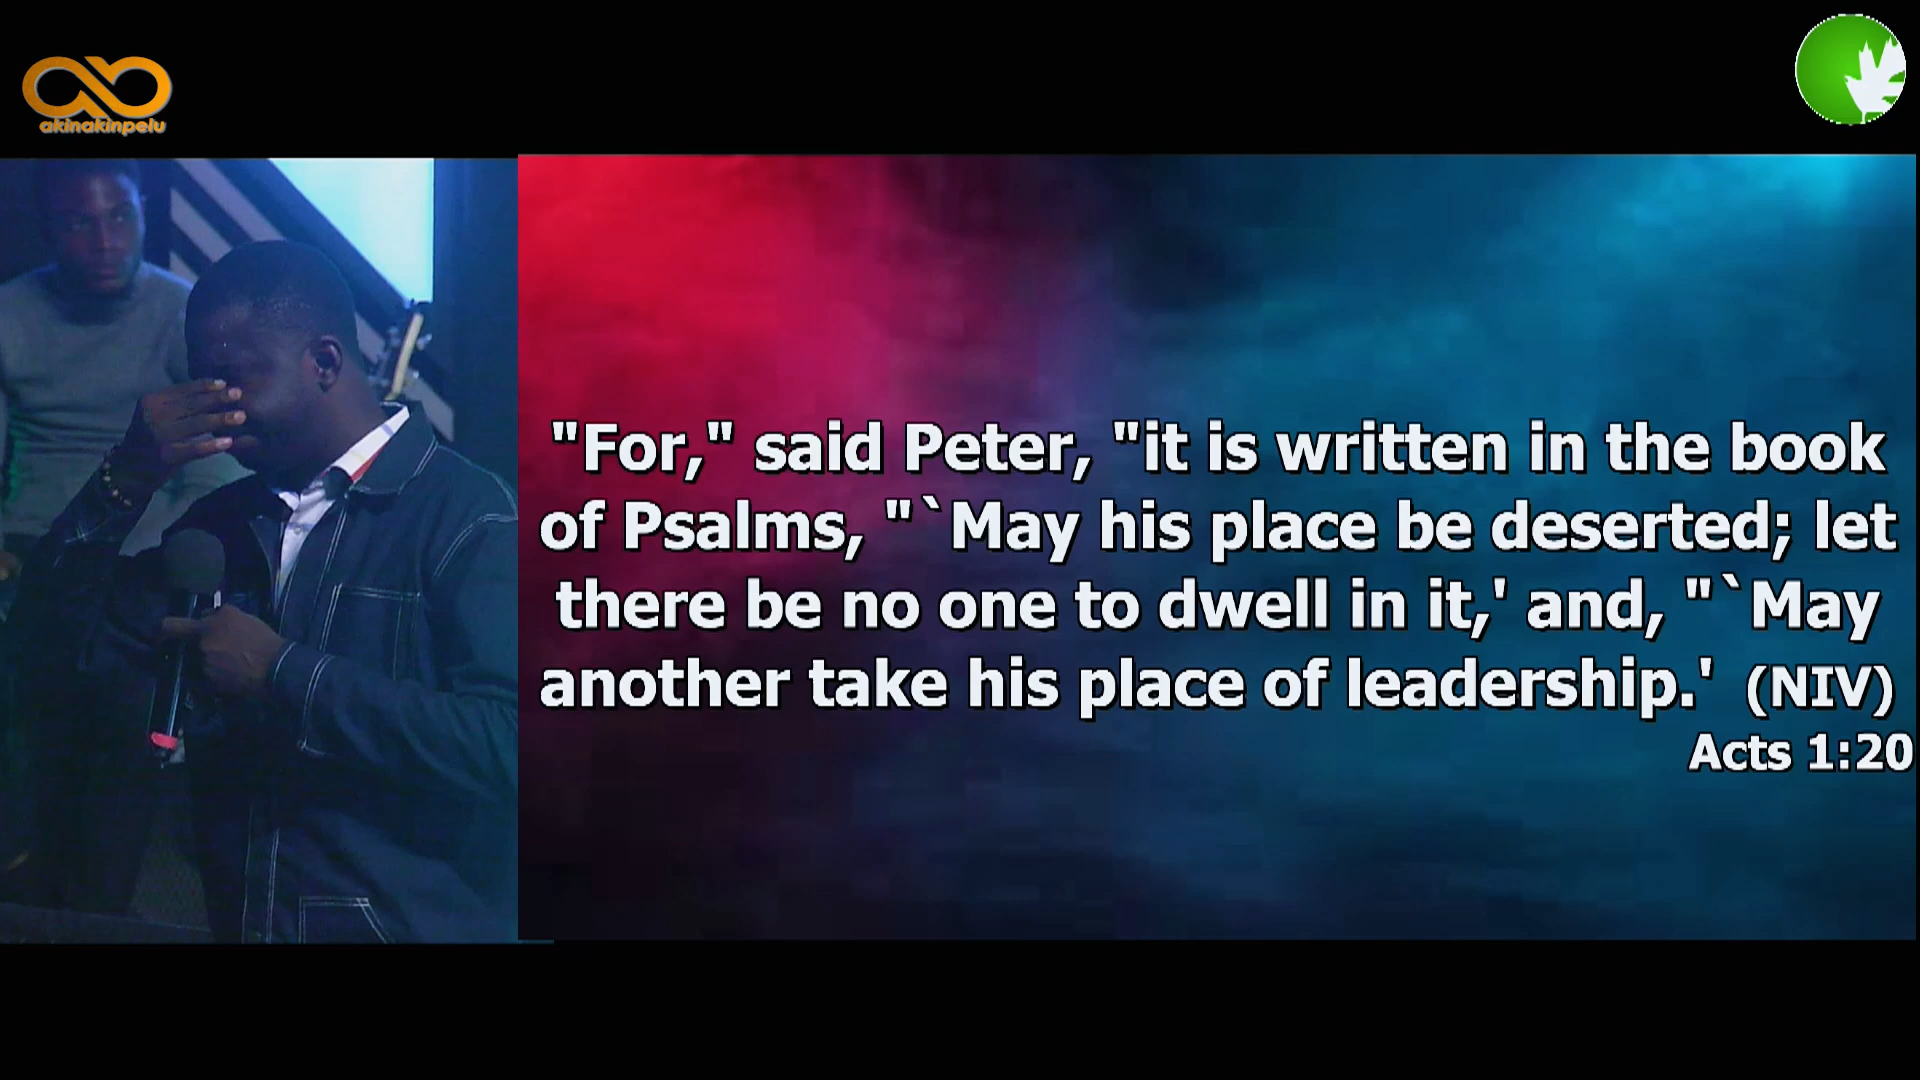 akinakinpelu
"For," said Peter, "it is written in the book
of Psalms, "`May his place be deserted; let
there be no one to dwell in it,' and, "`May
another take his place of leadership.' (NIV)
Acts 1:20